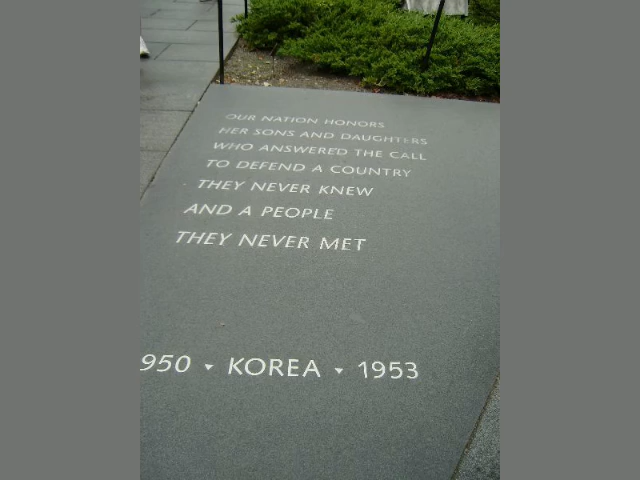 OUR NATION HONORS
HER SONS AND DAUGHTERS
WHO ANSWERED THE CALL
TO DEFEND A COUNTRY
THEY NEVER KNEW
AND A PEOPLE
THEY NEVER MET
950 ▾ KOREA ▾ 1953